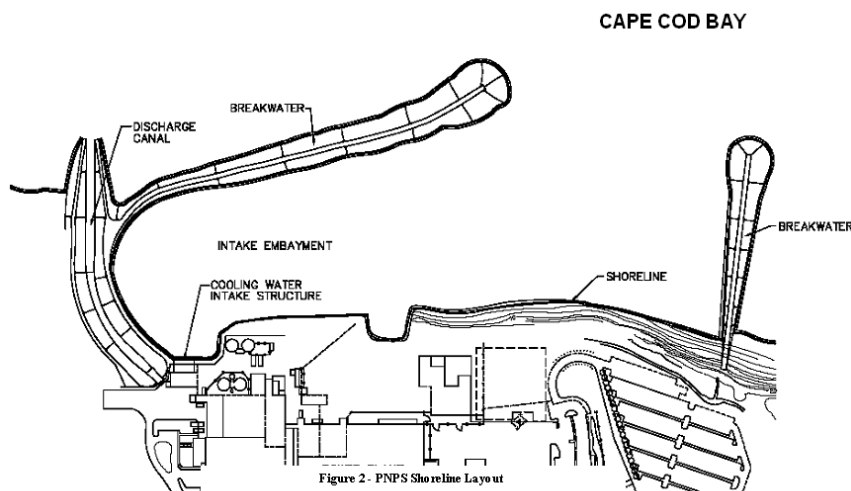 CAPE COD BAY
BREAKWATER
DISCHARGE
CANAL
BREAKWATER
INTAKE EMBAYMENT
SHORELINE
COOLING WATER
INTAKE STRUCTURE
Figure 2 - PNPS Shoreline Layout